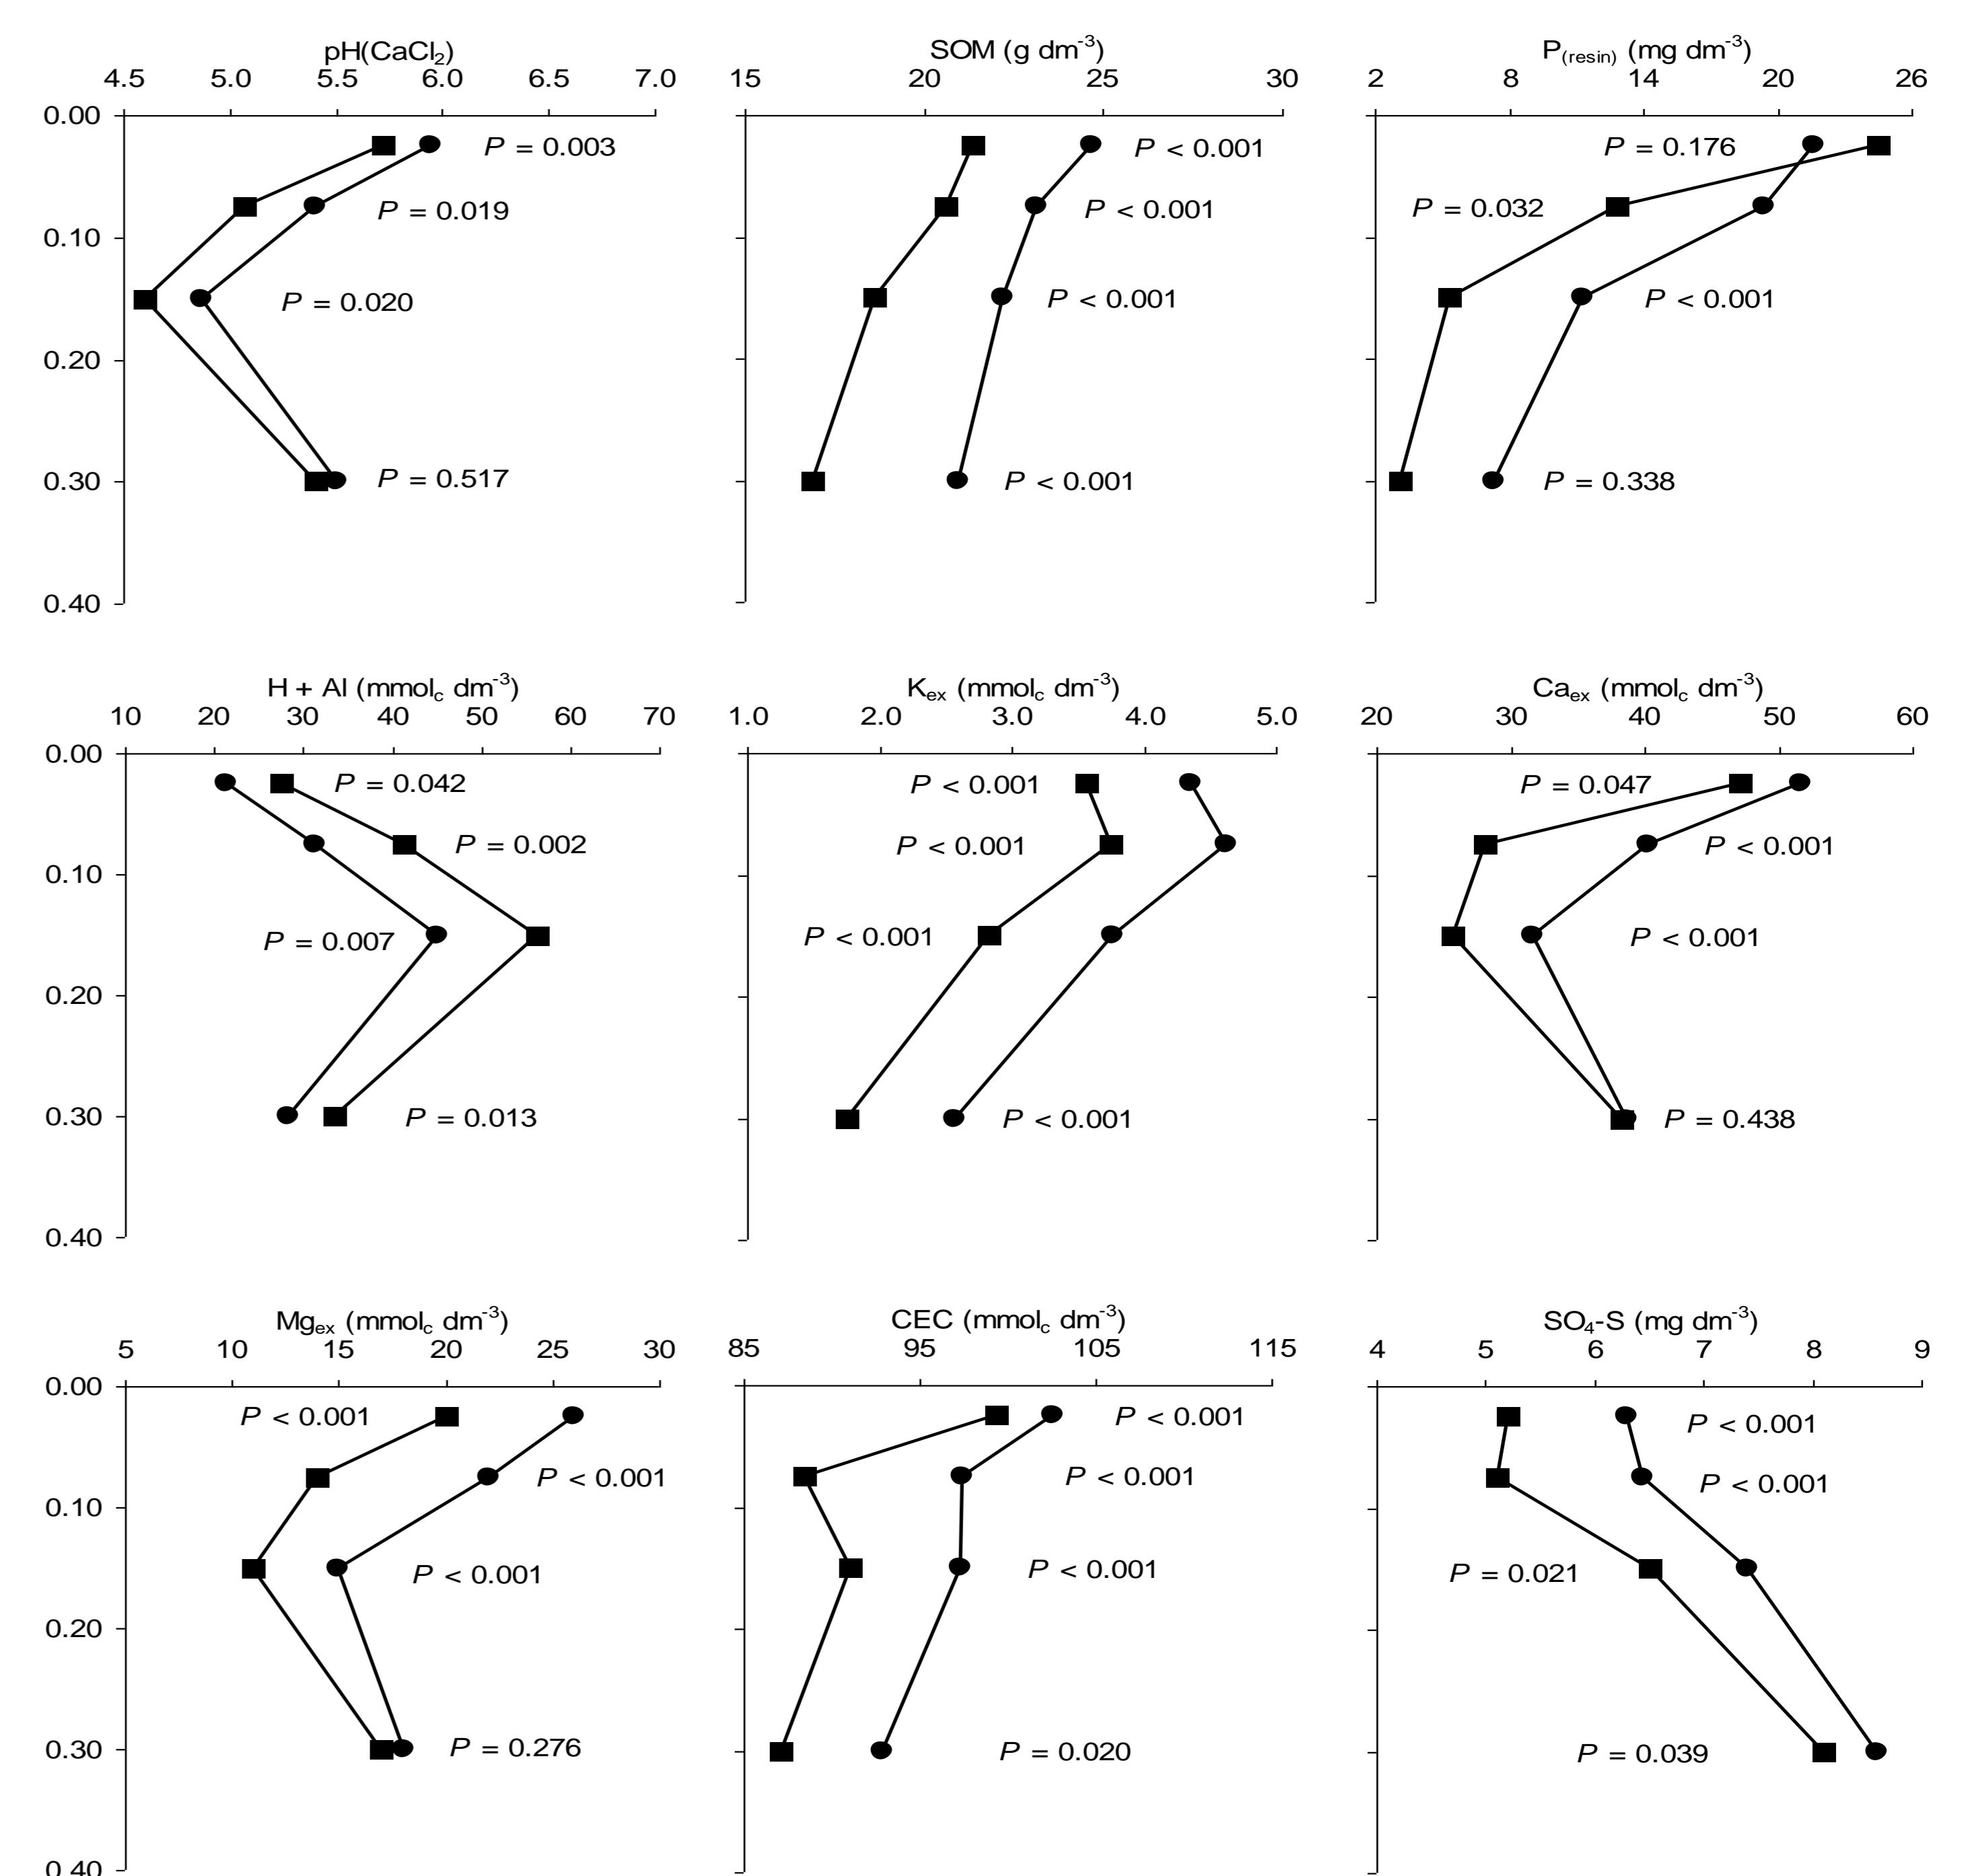 pH(CaCl₂) SOM (g dm⁻³) P₍resin₎ (mg dm⁻³)
4.5 5.0 5.5 6.0 6.5 7.0 15 20 25 30 2 8 14 20 26
0.00
P = 0.003 P < 0.001 P = 0.176
P = 0.019 P < 0.001 P = 0.032
0.10
P = 0.020 P < 0.001 P < 0.001
0.20
0.30 P = 0.517 P < 0.001 P = 0.338
0.40
H + Al (mmol_c dm⁻³) K_ex (mmol_c dm⁻³) Ca_ex (mmol_c dm⁻³)
10 20 30 40 50 60 70 1.0 2.0 3.0 4.0 5.0 20 30 40 50 60
0.00
P = 0.042 P < 0.001 P = 0.047
P = 0.002 P < 0.001 P < 0.001
0.10
P = 0.007 P < 0.001 P < 0.001
0.20
0.30 P = 0.013 P < 0.001 P = 0.438
0.40
Mg_ex (mmol_c dm⁻³) CEC (mmol_c dm⁻³) SO₄-S (mg dm⁻³)
5 10 15 20 25 30 85 95 105 115 4 5 6 7 8 9
0.00
P < 0.001 P < 0.001 P < 0.001
P < 0.001 P < 0.001 P < 0.001
0.10
P < 0.001 P < 0.001 P = 0.021
0.20
0.30 P = 0.276 P = 0.020 P = 0.039
0.40